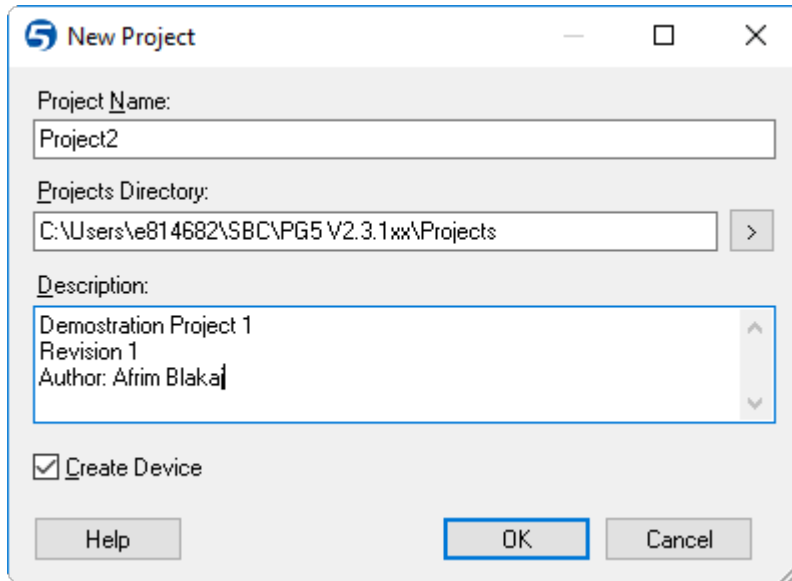 New Project
Project Name:
Project2
Projects Directory:
C:\Users\e814682\SBC\PG5 V2.3.1xx\Projects
>
Description:
Demostration Project 1
Revision 1
Author: Afrim Blakaj
Create Device
Help
OK
Cancel